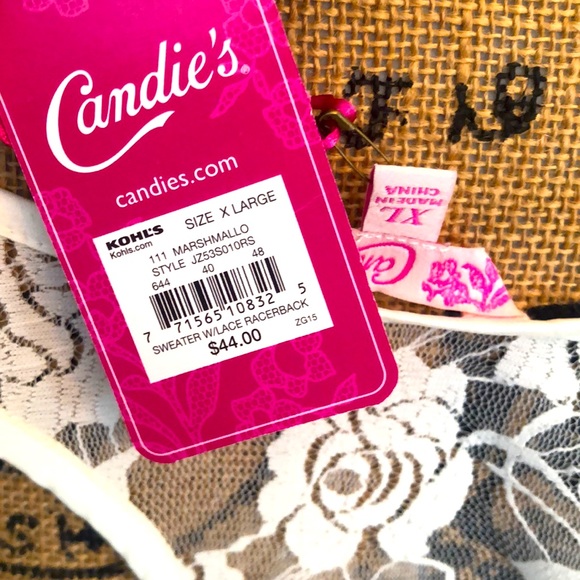 Candie's®
candies.com
KOHL'S
Kohls.com
SIZE X LARGE
111 MARSHMALLO
STYLE JZ53S010RS
644 40 48
7 71565 10832 5
SWEATER W/LACE RACERBACK
$44.00
ZG15
XL
MADE IN
CHINA
Candie